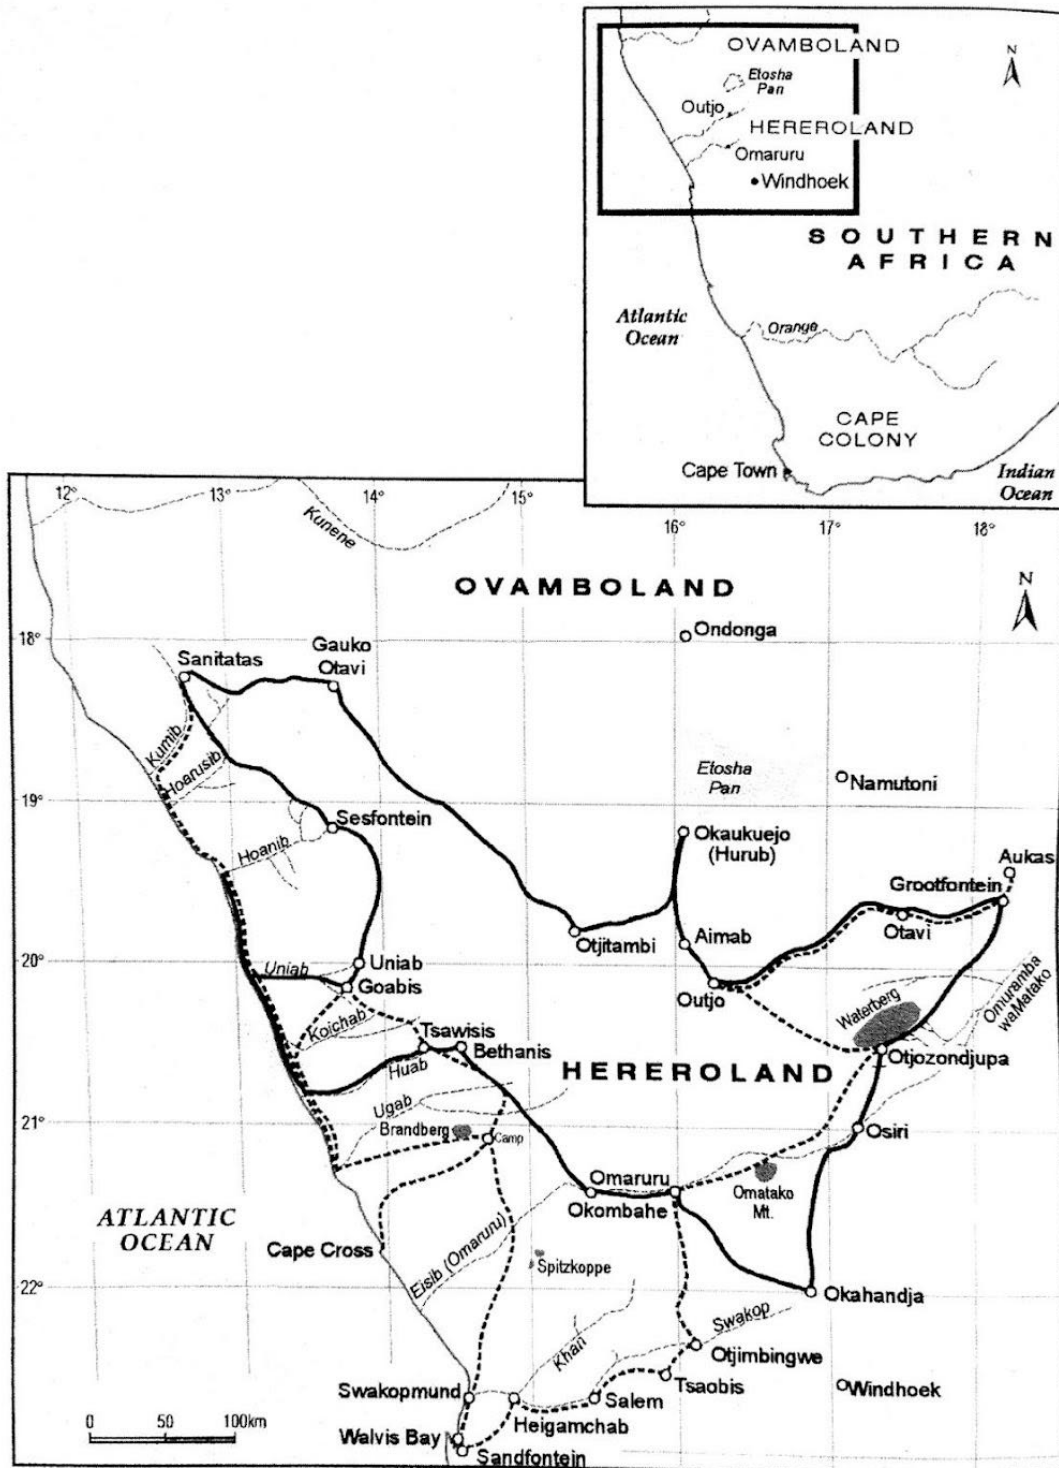 OVAMBOLAND
N
Etosha
Pan
Outjo
HEREROLAND
Omaruru
Windhoek
SOUTHERN
AFRICA
Atlantic
Ocean
Orange
CAPE
COLONY
Cape Town
Indian
Ocean
12°
13°
14°
15°
16°
17°
18°
Kunene
OVAMBOLAND
N
18°
Ondonga
Sanitatas
Gauko
Otavi
Kumib
Hoarusib
Etosha
Pan
Namutoni
19°
Sesfontein
Okaukuejo
(Hurub)
Hoanib
Aukas
Grootfontein
Otjitambi
Aimab
Otavi
20°
Uniab
Uniab
Goabis
Outjo
Waterberg
Omuramba
waMatako
Koichab
Tsawisis
Bethanis
Otjozondjupa
Huab
HEREROLAND
Ugab
21°
Brandberg
Camp
Osiri
Omaruru
Okombahe
Omatako
Mt.
ATLANTIC
OCEAN
Cape Cross
Eisib (Omaruru)
Spitzkoppe
22°
Okahandja
Khan
Swakop
Otjimbingwe
Swakopmund
Salem
Tsaobis
Windhoek
Heigamchab
0 50 100km
Walvis Bay
Sandfontein